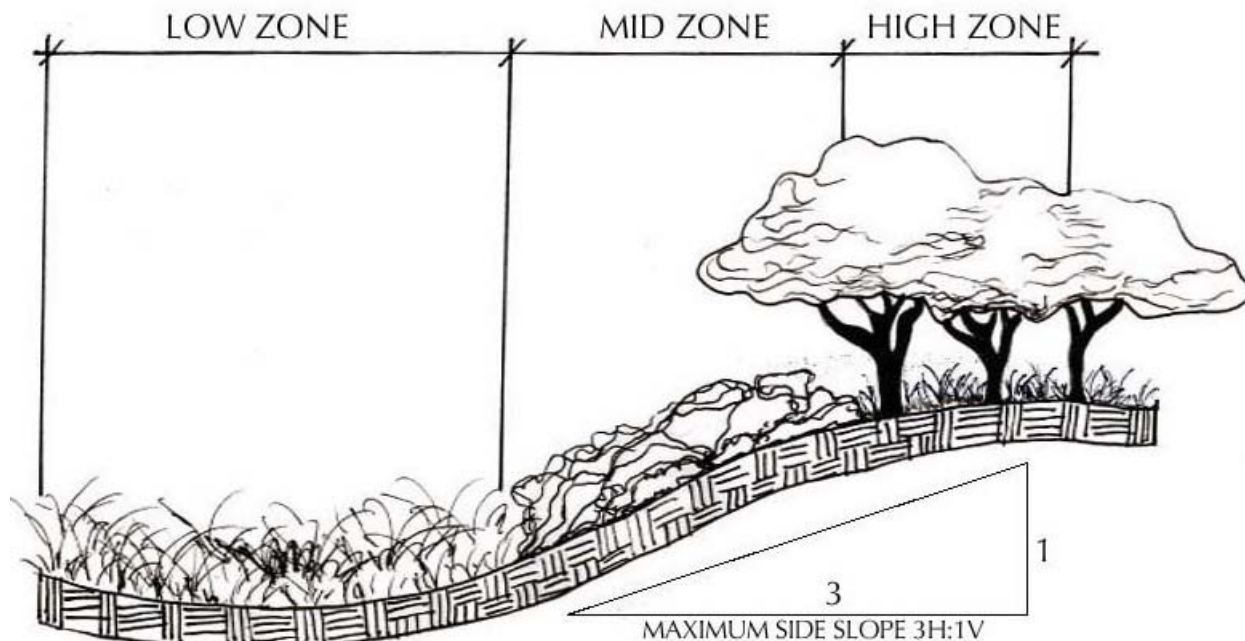 LOW ZONE
MID ZONE
HIGH ZONE
1
3
MAXIMUM SIDE SLOPE 3H:1V